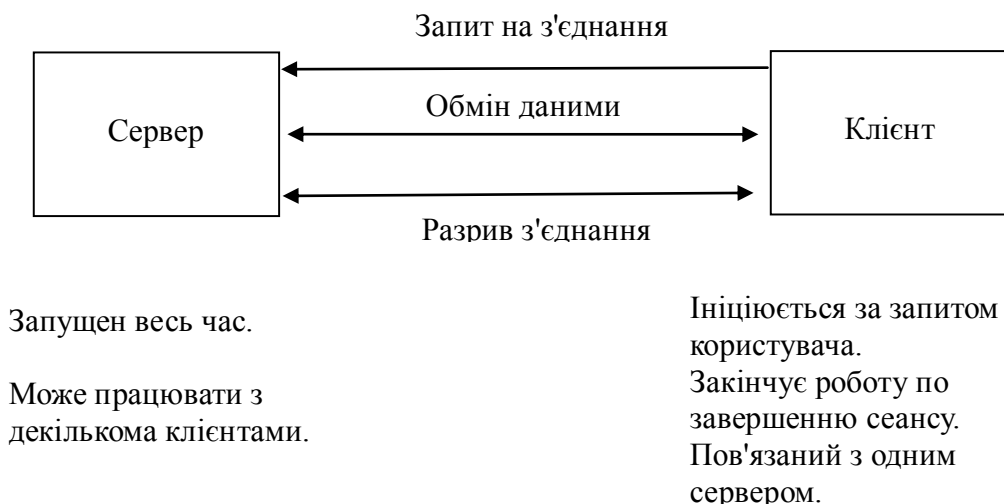 Запит на з'єднання
Сервер
Обмін даними
Клієнт
Разрив з'єднання
Запущен весь час.
Може працювати з
декількома клієнтами.
Ініціюється за запитом
користувача.
Закінчує роботу по
завершенню сеансу.
Пов'язаний з одним
сервером.